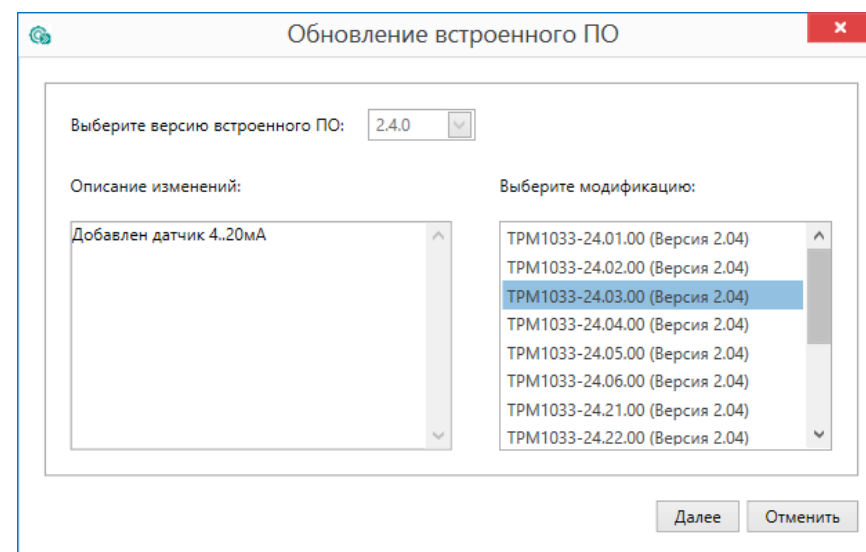 Обновление встроенного ПО
Выберите версию встроенного ПО: 2.4.0
Описание изменений:
Добавлен датчик 4..20мА
Выберите модификацию:
ТРМ1033-24.01.00 (Версия 2.04)
ТРМ1033-24.02.00 (Версия 2.04)
ТРМ1033-24.03.00 (Версия 2.04)
ТРМ1033-24.04.00 (Версия 2.04)
ТРМ1033-24.05.00 (Версия 2.04)
ТРМ1033-24.06.00 (Версия 2.04)
ТРМ1033-24.21.00 (Версия 2.04)
ТРМ1033-24.22.00 (Версия 2.04)
Далее Отменить